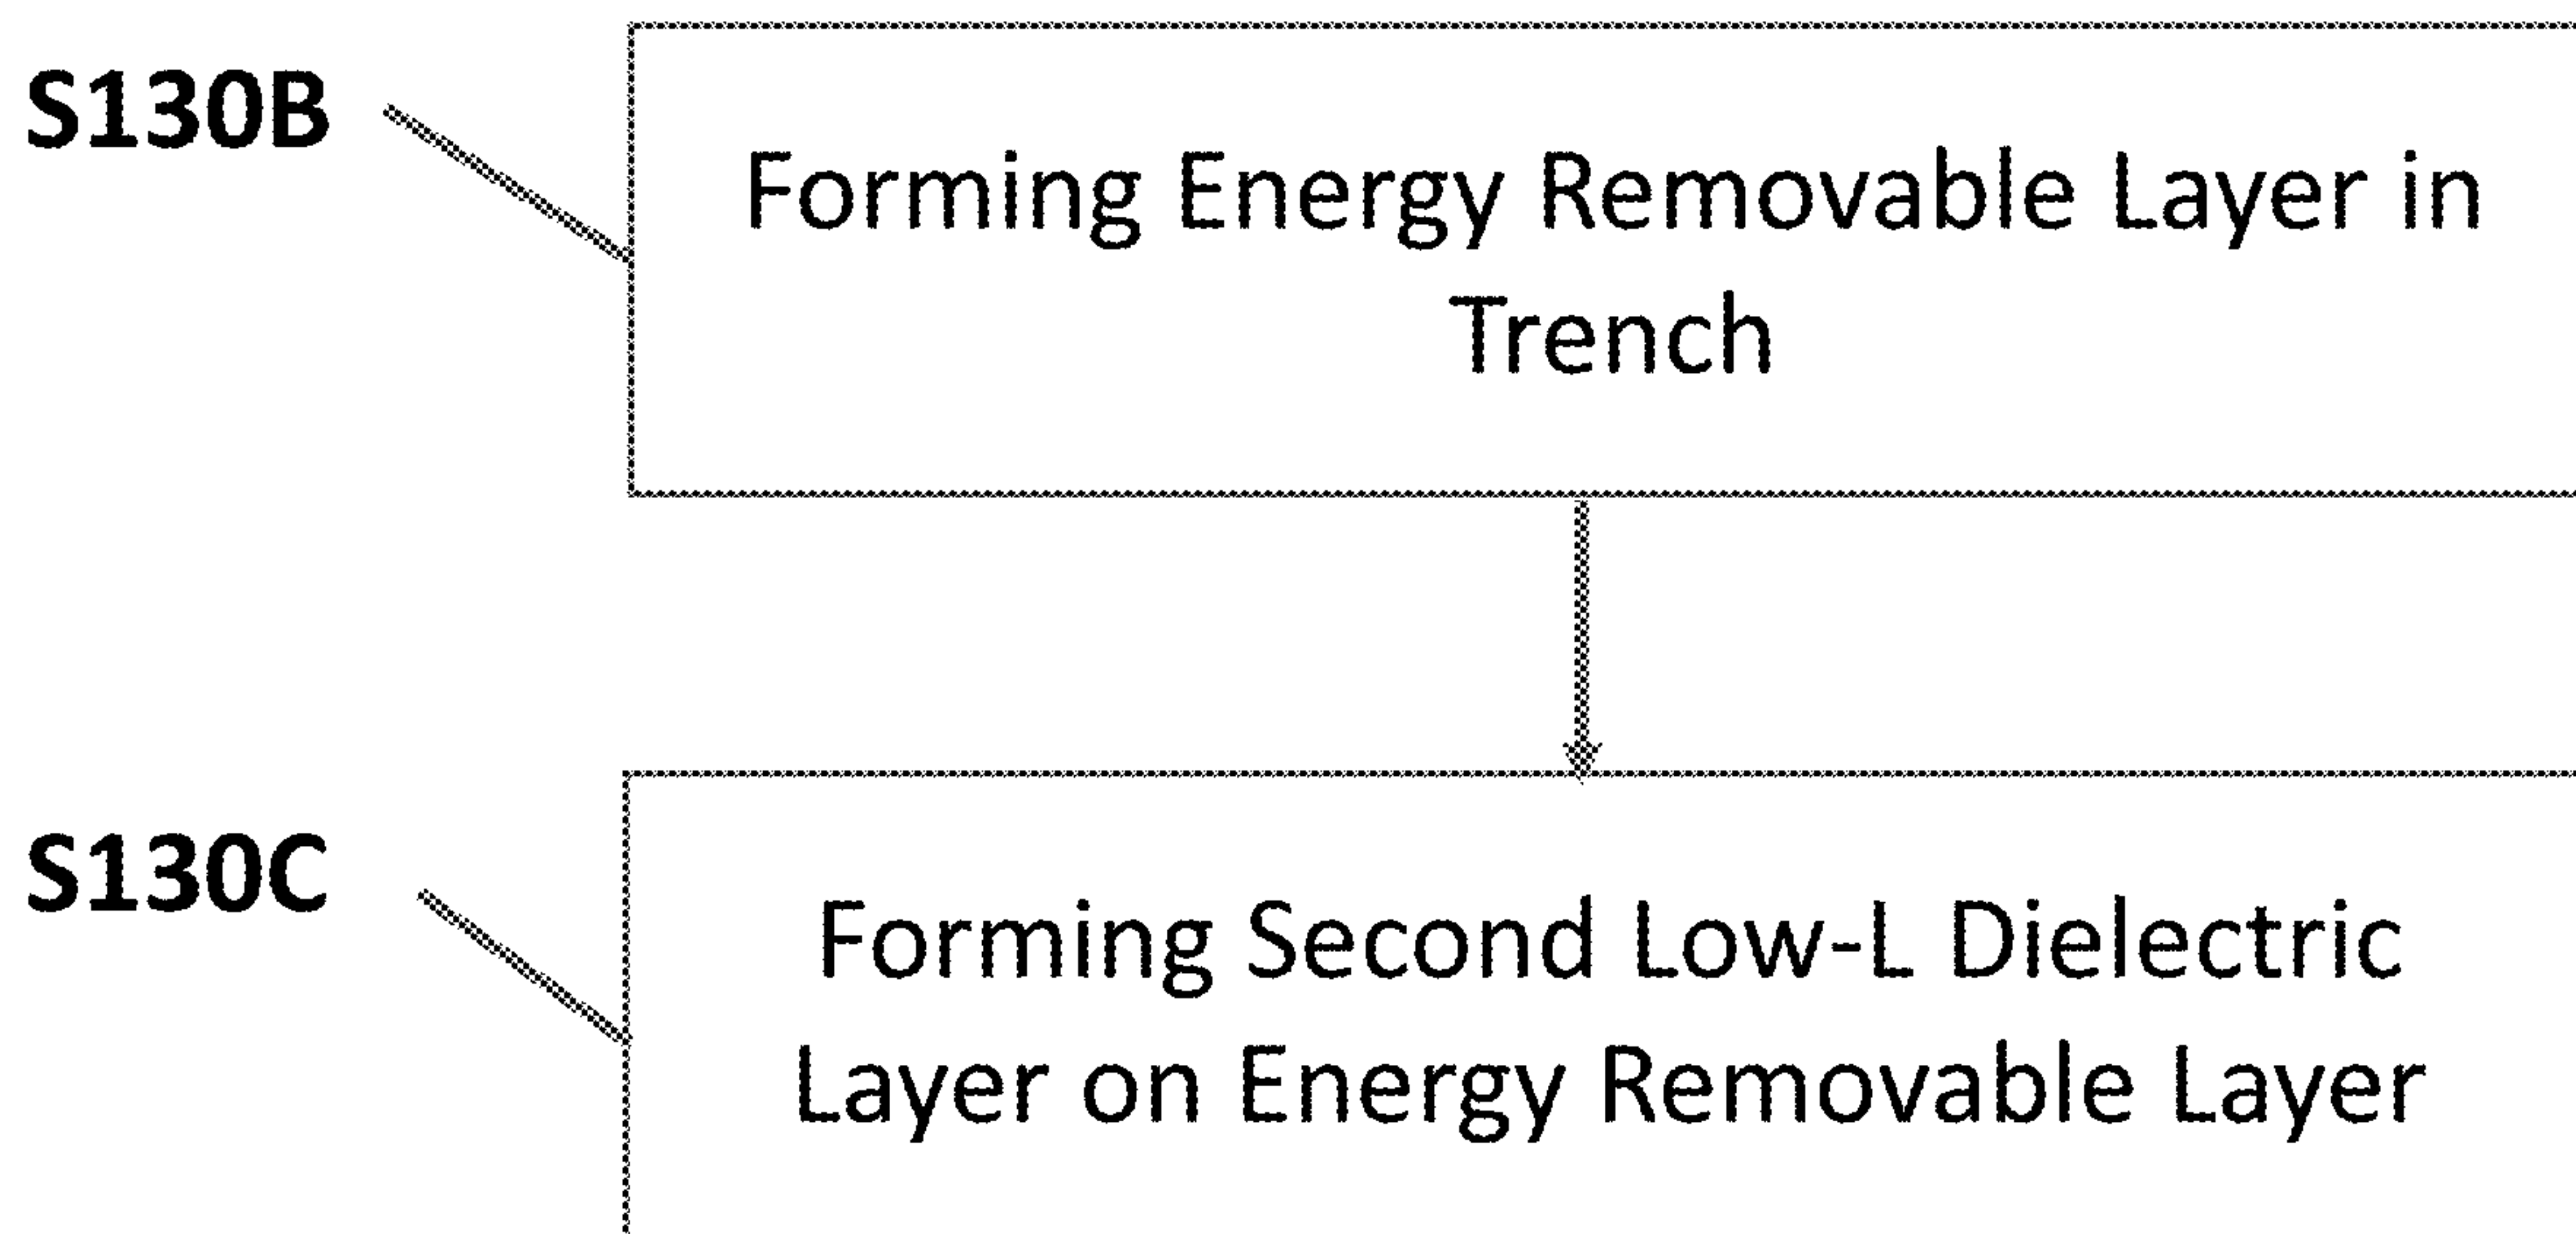 S130B
Forming Energy Removable Layer in
Trench
S130C
Forming Second Low-L Dielectric
Layer on Energy Removable Layer